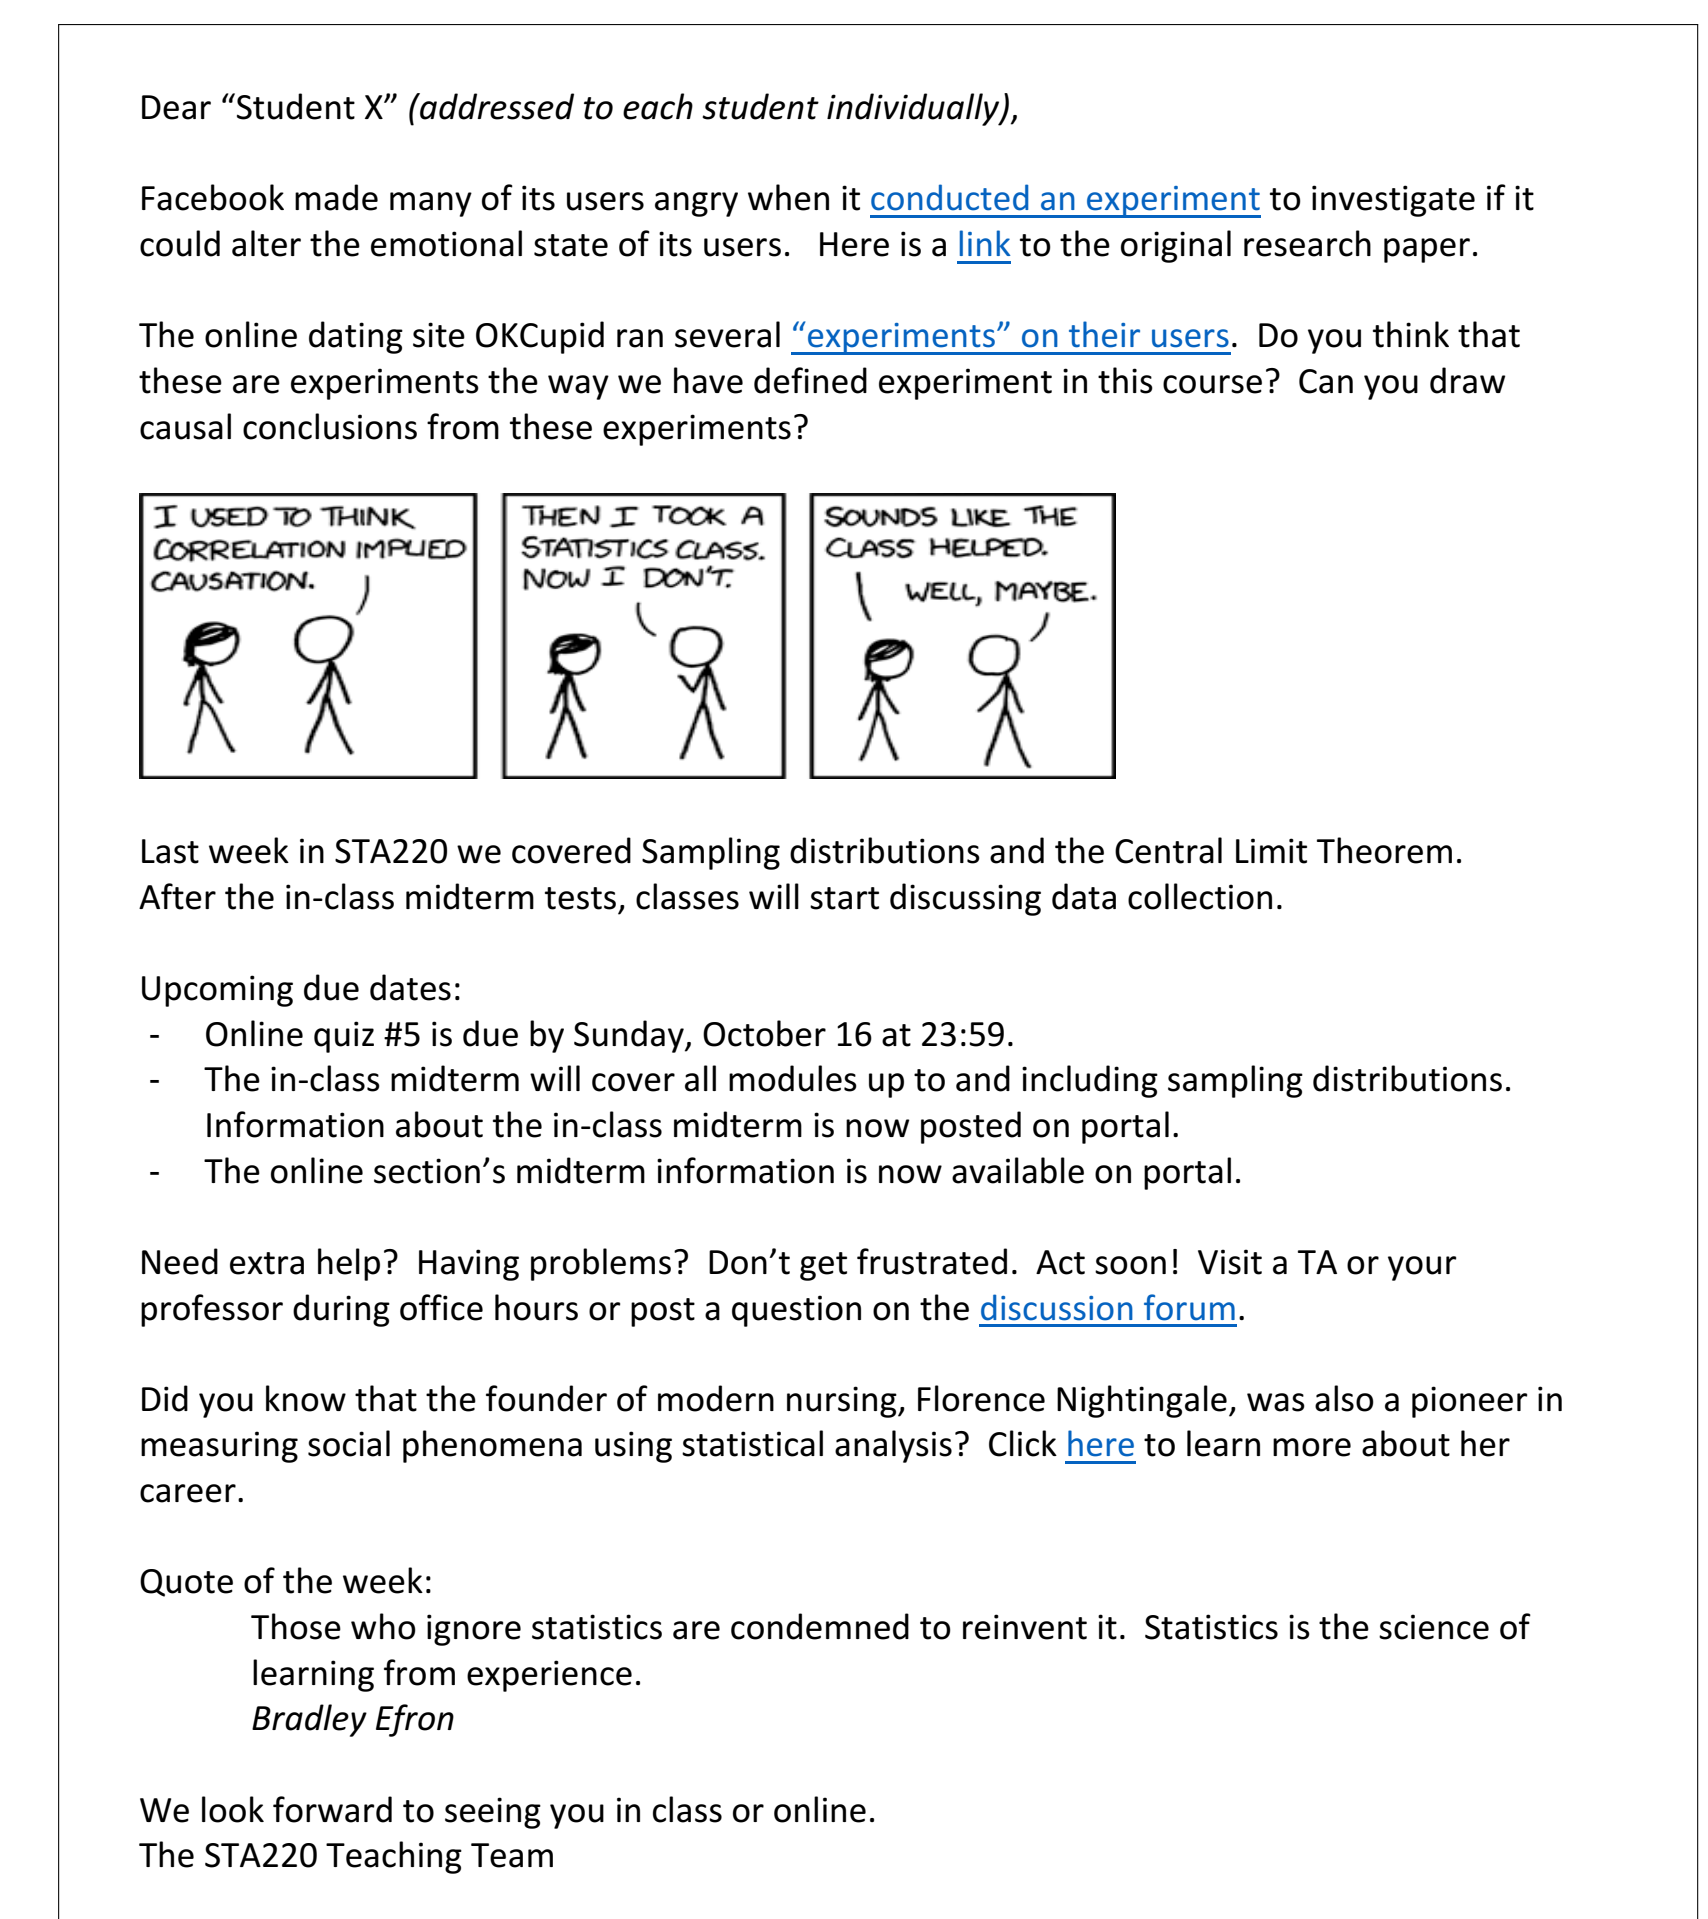 Dear “Student X” (addressed to each student individually),
Facebook made many of its users angry when it conducted an experiment to investigate if it
could alter the emotional state of its users.   Here is a link to the original research paper.
The online dating site OKCupid ran several “experiments” on their users.  Do you think that
these are experiments the way we have defined experiment in this course?  Can you draw
causal conclusions from these experiments?
I USED TO THINK
CORRELATION IMPLIED
CAUSATION.
THEN I TOOK A
STATISTICS CLASS.
NOW I DON'T.
SOUNDS LIKE THE
CLASS HELPED.
WELL, MAYBE.
Last week in STA220 we covered Sampling distributions and the Central Limit Theorem.
After the in-class midterm tests, classes will start discussing data collection.
Upcoming due dates:
- Online quiz #5 is due by Sunday, October 16 at 23:59.
- The in-class midterm will cover all modules up to and including sampling distributions.
Information about the in-class midterm is now posted on portal.
- The online section’s midterm information is now available on portal.
Need extra help?  Having problems?  Don’t get frustrated.  Act soon!  Visit a TA or your
professor during office hours or post a question on the discussion forum.
Did you know that the founder of modern nursing, Florence Nightingale, was also a pioneer in
measuring social phenomena using statistical analysis?  Click here to learn more about her
career.
Quote of the week:
Those who ignore statistics are condemned to reinvent it.  Statistics is the science of
learning from experience.
Bradley Efron
We look forward to seeing you in class or online.
The STA220 Teaching Team